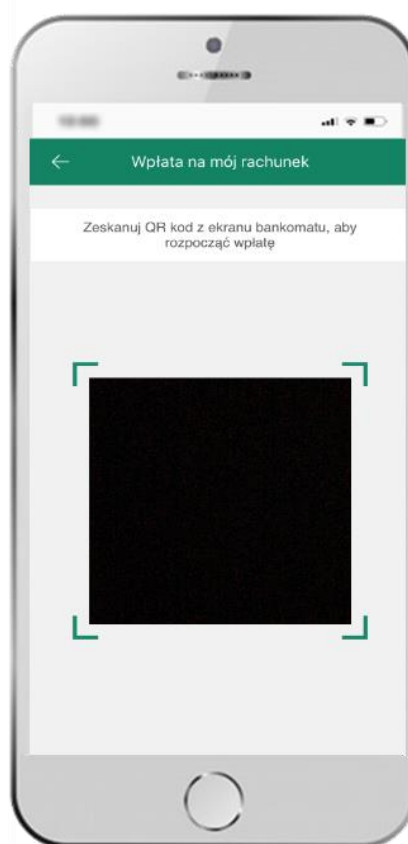 Wpłata na mój rachunek
Zeskanuj QR kod z ekranu bankomatu, aby
rozpocząć wpłatę